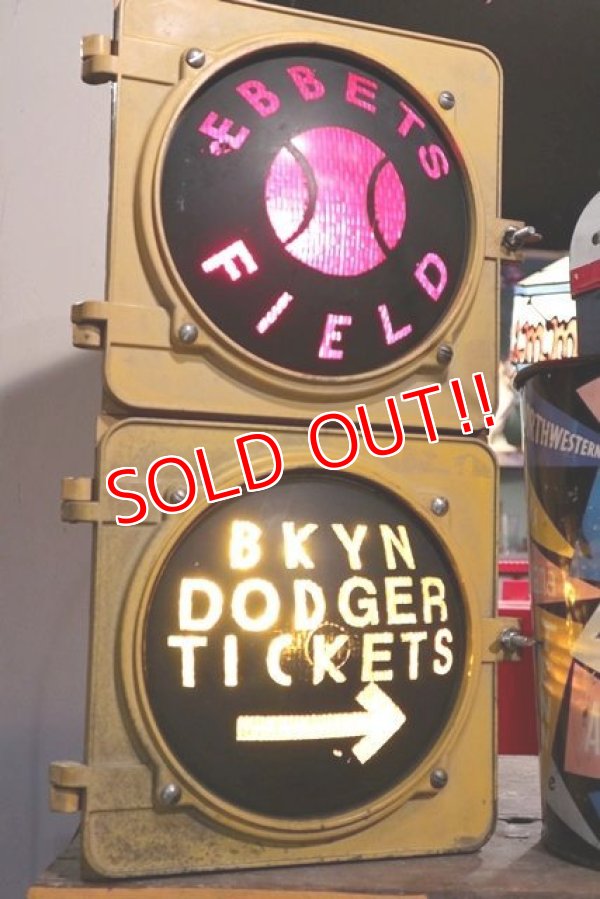 EBBETS
FIELD
SOLD OUT!!
BKYN
DODGER
TICKETS